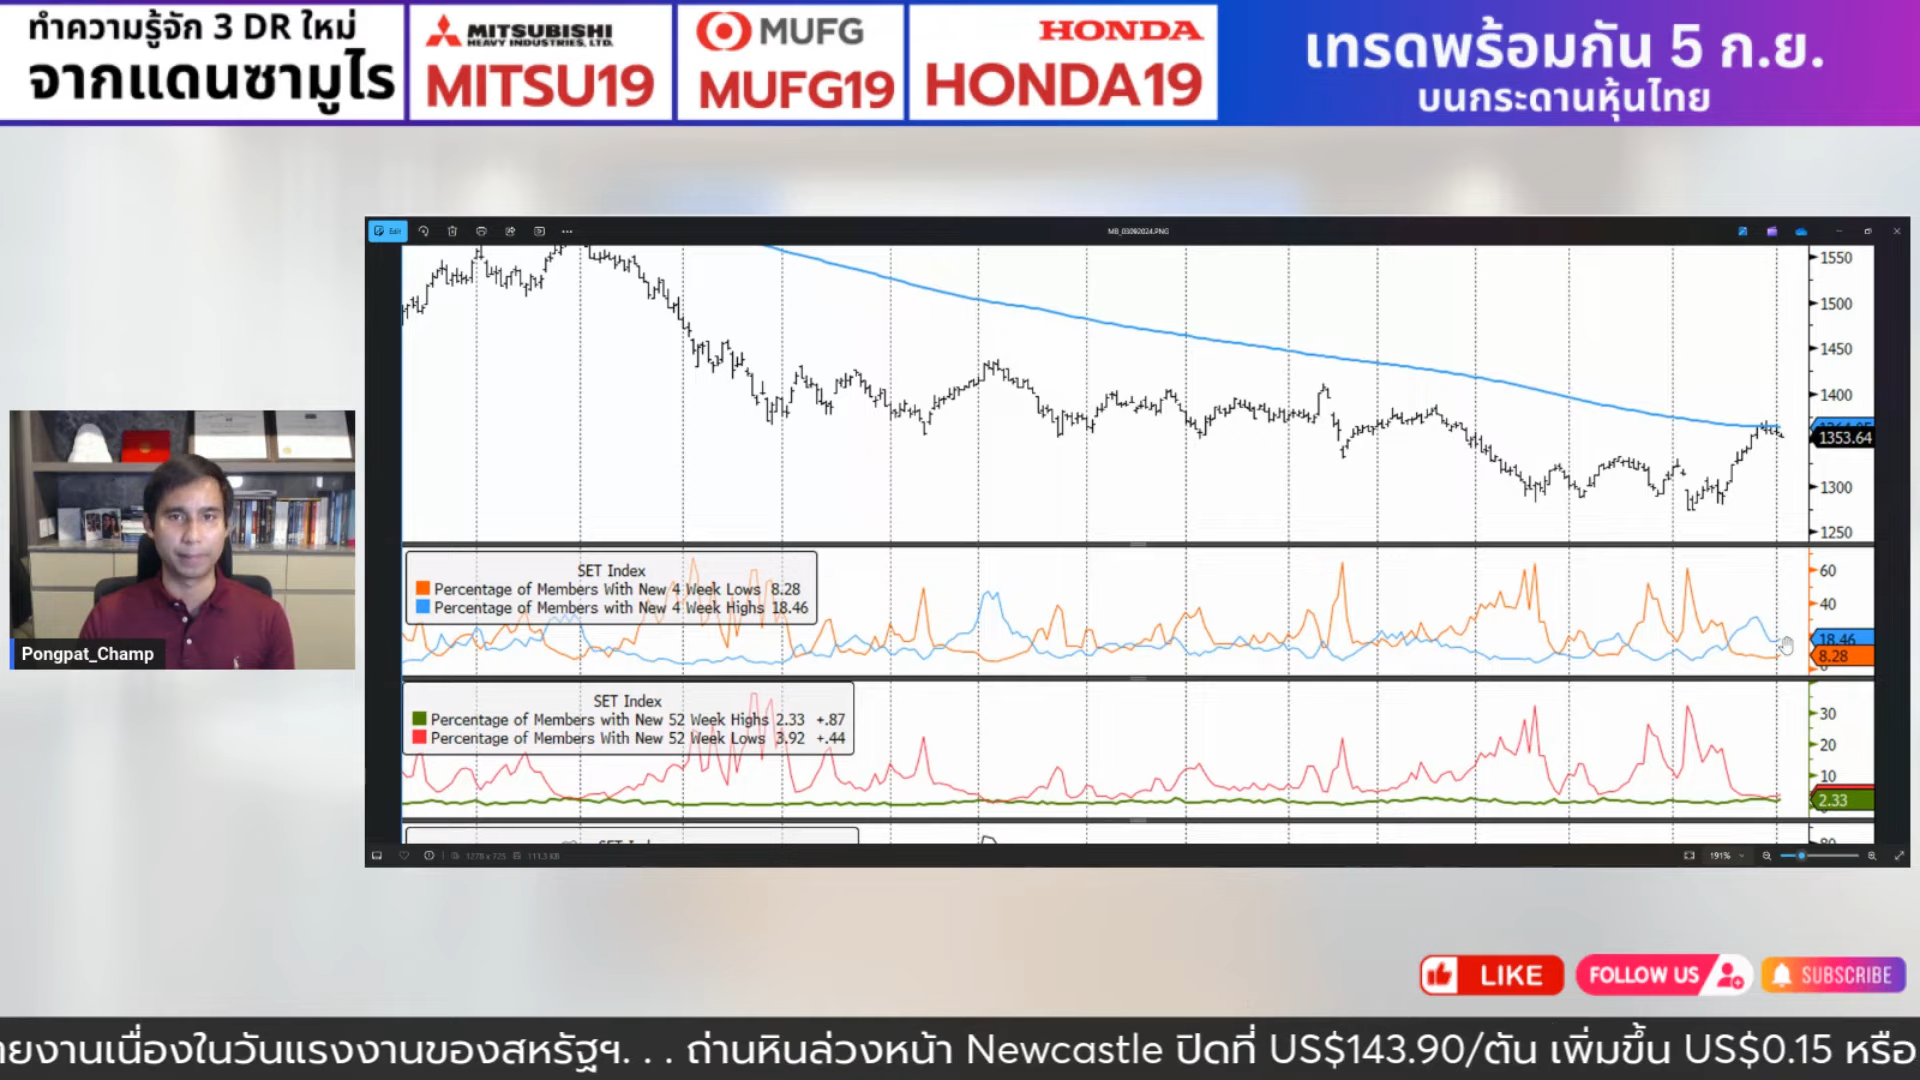 ทำความรู้จัก 3 DR ใหม่
จากแดนซามูไร
MITSUBISHI
HEAVY INDUSTRIES, LTD.
MITSU19
MUFG
MUFG19
HONDA
HONDA19
เทรดพร้อมกัน 5 ก.ย.
บนกระดานหุ้นไทย
Edit
MB_03092024.PNG
1550
1500
1450
1400
1353.64
1300
1250
SET Index
Percentage of Members With New 4 Week Lows 8.28
Percentage of Members with New 4 Week Highs 18.46
60
40
18.46
8.28
SET Index
Percentage of Members with New 52 Week Highs 2.33 +.87
Percentage of Members With New 52 Week Lows 3.92 +.44
30
20
10
2.33
Pongpat_Champ
1278 x 725
111.3 KB
191%
LIKE
FOLLOW US
SUBSCRIBE
ยงานเนื่องในวันแรงงานของสหรัฐฯ. . . ถ่านหินล่วงหน้า Newcastle ปิดที่ US$143.90/ตัน เพิ่มขึ้น US$0.15 หรือ